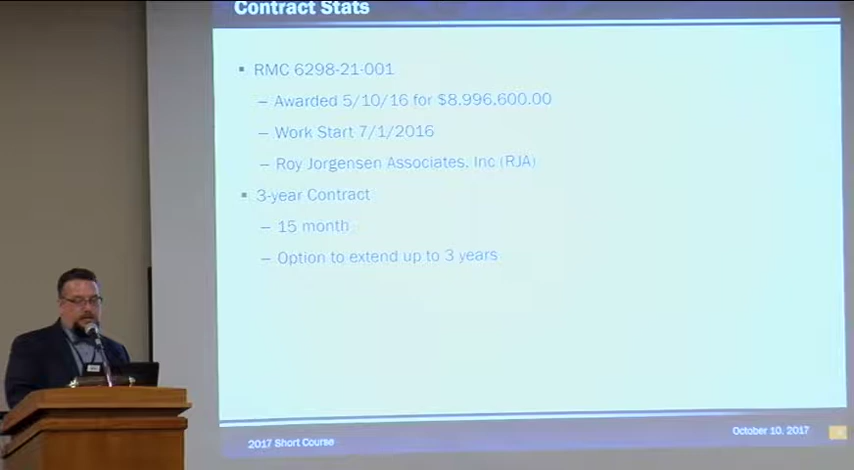 Contract Stats
▪ RMC 6298-21-001
– Awarded 5/10/16 for $8,996,600.00
– Work Start 7/1/2016
– Roy Jorgensen Associates, Inc (RJA)
▪ 3-year Contract
– 15 month
– Option to extend up to 3 years
2017 Short Course
October 10, 2017